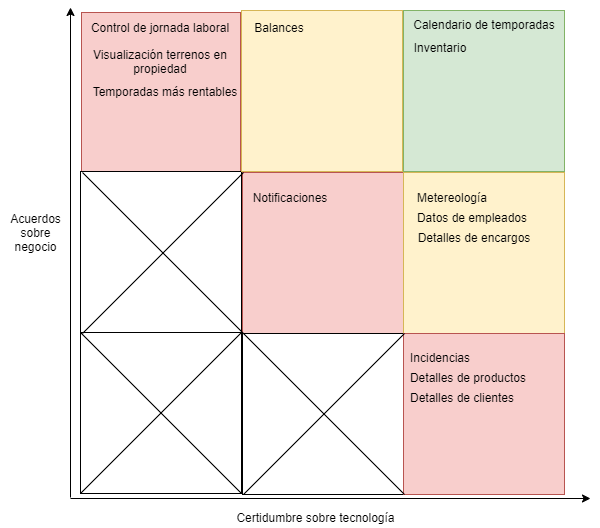 Control de jornada laboral
Visualización terrenos en
propiedad
Temporadas más rentables
Balances
Calendario de temporadas
Inventario
Acuerdos
sobre
negocio
Notificaciones
Metereología
Datos de empleados
Detalles de encargos
Incidencias
Detalles de productos
Detalles de clientes
Certidumbre sobre tecnología